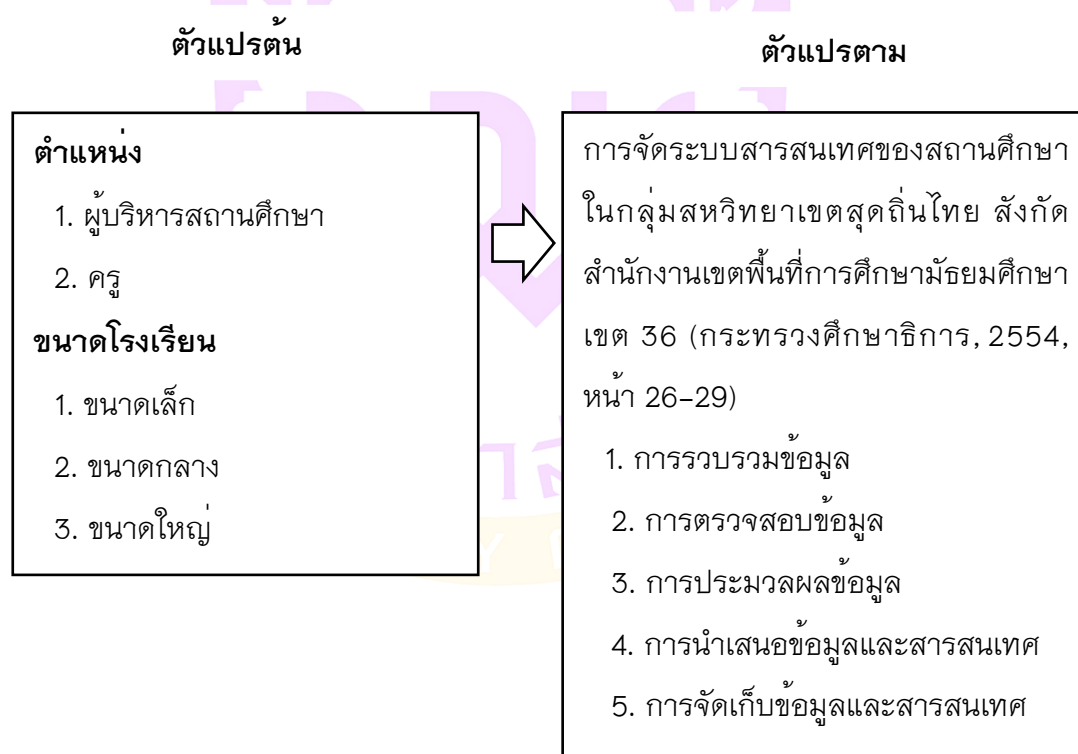 ตัวแปรต้น
ตัวแปรตาม
ตำแหน่ง
1. ผู้บริหารสถานศึกษา
2. ครู
ขนาดโรงเรียน
1. ขนาดเล็ก
2. ขนาดกลาง
3. ขนาดใหญ่
การจัดระบบสารสนเทศของสถานศึกษา
ในกลุ่มสหวิทยาเขตสุดถิ่นไทย สังกัด
สำนักงานเขตพื้นที่การศึกษามัธยมศึกษา
เขต 36 (กระทรวงศึกษาธิการ, 2554,
หน้า 26–29)
1. การรวบรวมข้อมูล
2. การตรวจสอบข้อมูล
3. การประมวลผลข้อมูล
4. การนำเสนอข้อมูลและสารสนเทศ
5. การจัดเก็บข้อมูลและสารสนเทศ